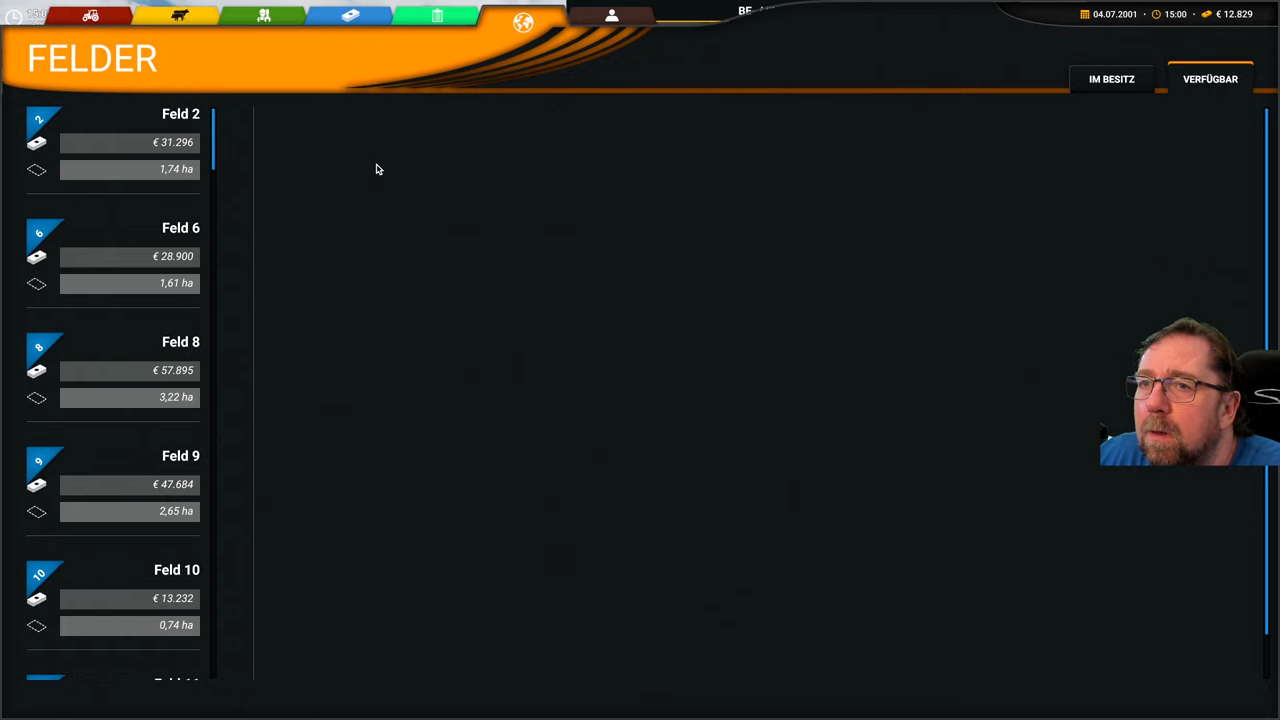 04.07.2001 • 15:00 • € 12.829
FELDER
IM BESITZ
VERFÜGBAR
2
Feld 2
€ 31.296
1,74 ha
6
Feld 6
€ 28.900
1,61 ha
8
Feld 8
€ 57.895
3,22 ha
9
Feld 9
€ 47.684
2,65 ha
10
Feld 10
€ 13.232
0,74 ha